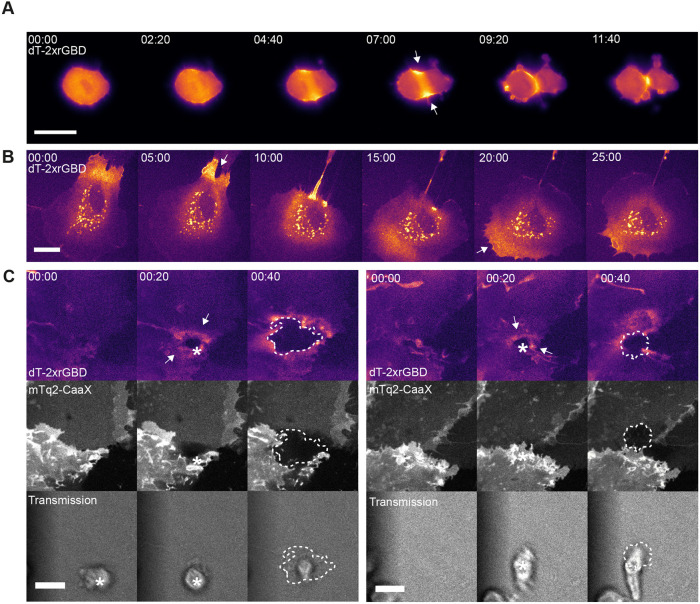 A
00:00 02:20 04:40 07:00 09:20 11:40
dT-2xrGBD
B
00:00 05:00 10:00 15:00 20:00 25:00
dT-2xrGBD
C
00:00 00:20 00:40 00:00 00:20 00:40
* *
dT-2xrGBD dT-2xrGBD
mTq2-CaaX mTq2-CaaX
* *
Transmission Transmission
* * * *